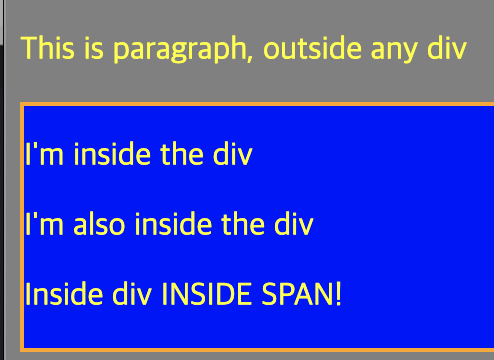 This is paragraph, outside any div
I'm inside the div
I'm also inside the div
Inside div INSIDE SPAN!